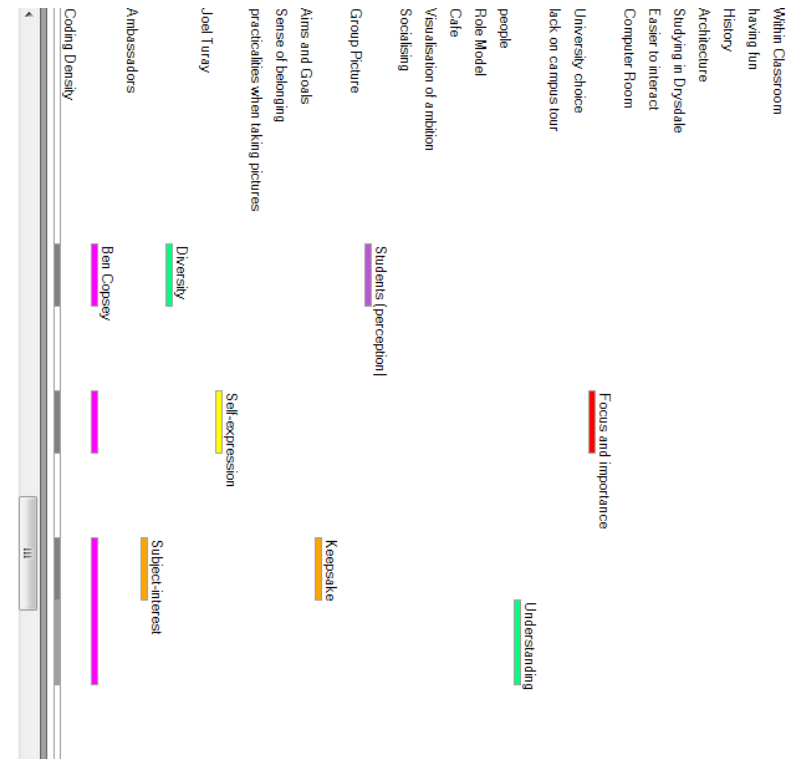 Within Classroom
having fun
History
Architecture
Studying in Drysdale
Easier to interact
Computer Room
Focus and importance
University choice
lack on campus tour
Understanding
people
Role Model
Cafe
Visualisation of ambition
Socialising
Students (perception|
Group Picture
Keepsake
Aims and Goals
Sense of belonging
practicalities when taking pictures
Self-expression
Joel Turay
Diversity
Subject-interest
Ambassadors
Ben Copsey
Coding Density